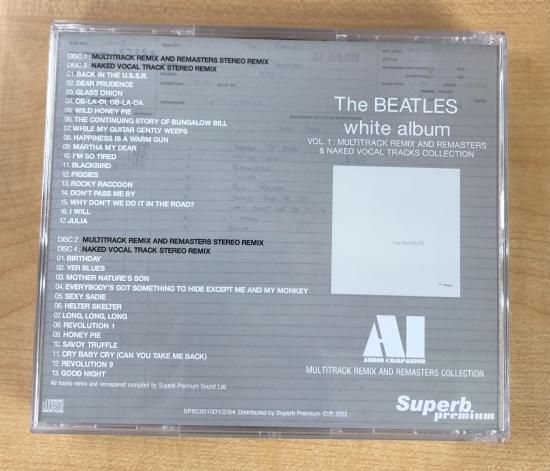 DISC 1 : MULTITRACK REMIX AND REMASTERS STEREO REMIX
DISC 3 : NAKED VOCAL TRACK STEREO REMIX
01. BACK IN THE U.S.S.R.
02. DEAR PRUDENCE
03. GLASS ONION
04. OB-LA-DI, OB-LA-DA
05. WILD HONEY PIE
06. THE CONTINUING STORY OF BUNGALOW BILL
07. WHILE MY GUITAR GENTLY WEEPS
08. HAPPINESS IS A WARM GUN
09. MARTHA MY DEAR
10. I'M SO TIRED
11. BLACKBIRD
12. PIGGIES
13. ROCKY RACCOON
14. DON'T PASS ME BY
15. WHY DON'T WE DO IT IN THE ROAD?
16. I WILL
17. JULIA
DISC 2 : MULTITRACK REMIX AND REMASTERS STEREO REMIX
DISC 4 : NAKED VOCAL TRACK STEREO REMIX
01. BIRTHDAY
02. YER BLUES
03. MOTHER NATURE'S SON
04. EVERYBODY'S GOT SOMETHING TO HIDE EXCEPT ME AND MY MONKEY
05. SEXY SADIE
06. HELTER SKELTER
07. LONG, LONG, LONG
08. REVOLUTION 1
09. HONEY PIE
10. SAVOY TRUFFLE
11. CRY BABY CRY (CAN YOU TAKE ME BACK)
12. REVOLUTION 9
13. GOOD NIGHT
All tracks remix and remastered compiled by Superb Premium Sound Lab
The BEATLES
white album
VOL. 1 : MULTITRACK REMIX AND REMASTERS
& NAKED VOCAL TRACKS COLLECTION
The BEATLES
AI
AUDIO COMPANION
MULTITRACK REMIX AND REMASTERS COLLECTION
Superb
premium
SPSC0010D1/2/3/4 Distributed by Superb Premium ©℗ 2022